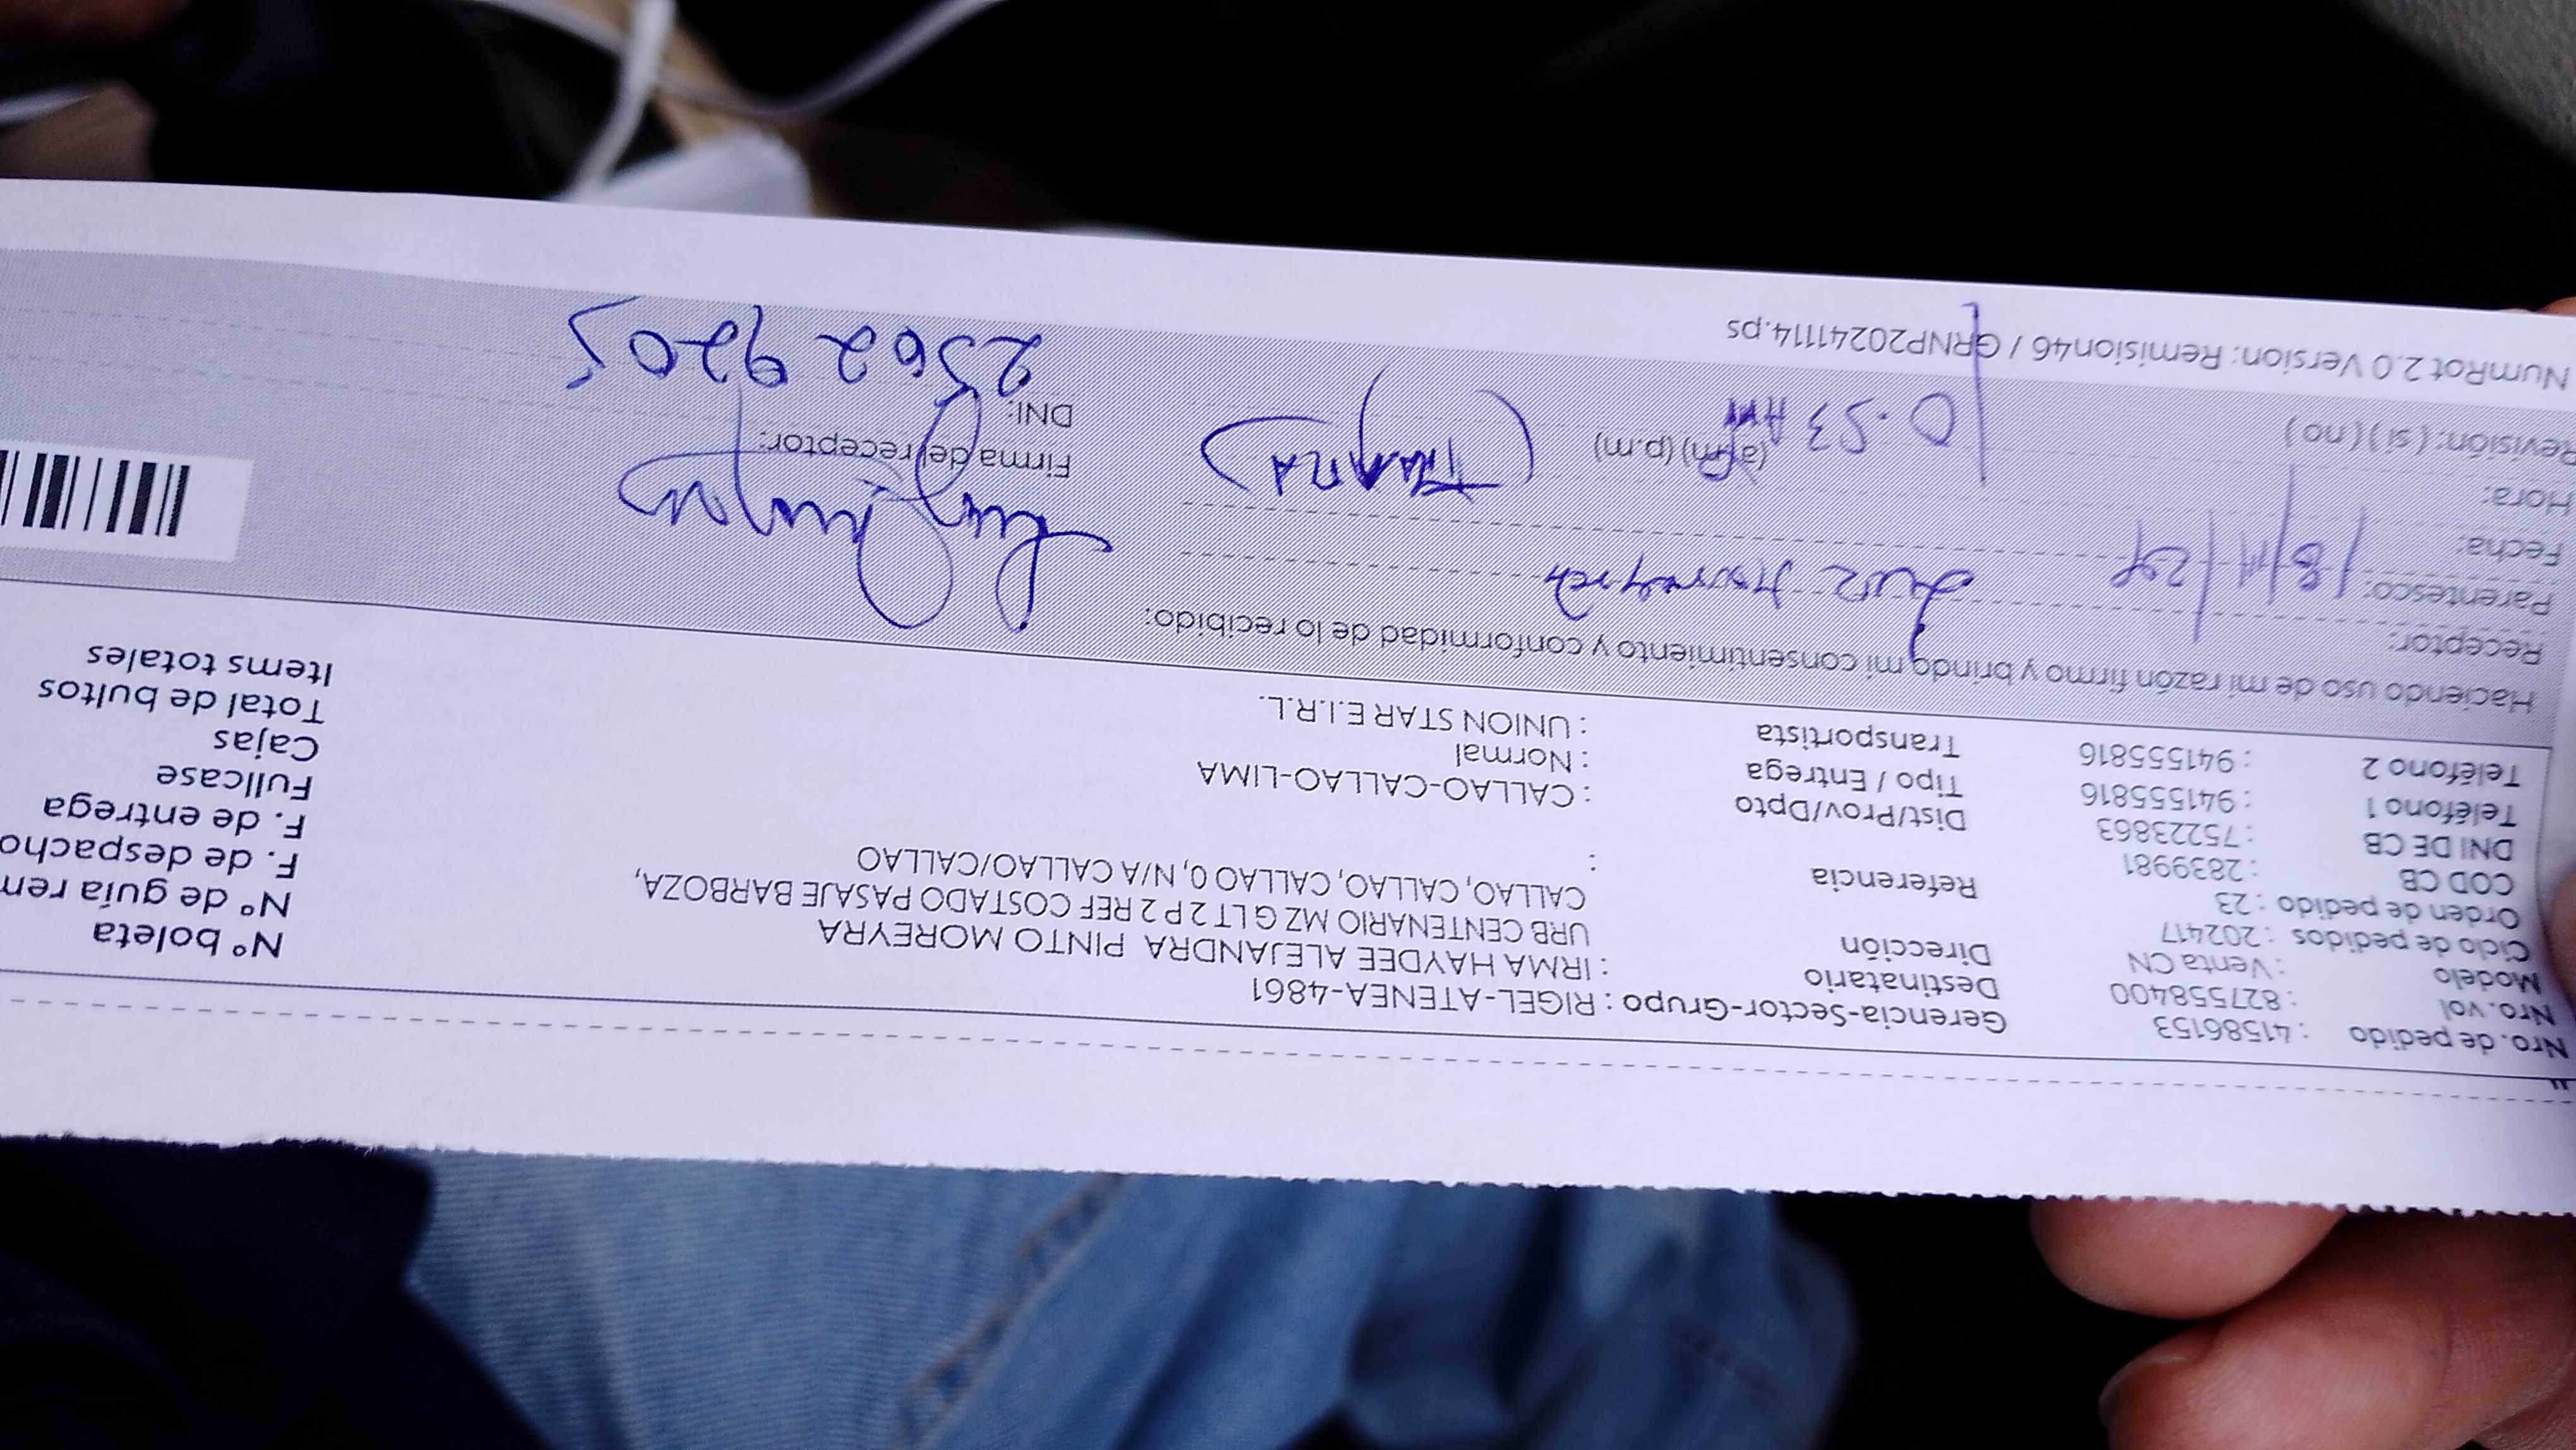 Nro. de pedido : 41586153 Gerencia-Sector-Grupo : RIGEL-ATENEA-4861
Nro. vol : 827558400 Destinatario : IRMA HAYDEE ALEJANDRA PINTO MOREYRA Nº boleta
Modelo : Venta CN Dirección URB CENTENARIO MZ G LT 2 P 2 REF COSTADO PASAJE BARBOZA, Nº de guía rem
Ciclo de pedidos : 202417 CALLAO, CALLAO, CALLAO 0, N/A CALLAO/CALLAO F. de despacho
Orden de pedido : 23 Referencia : F. de entrega
COD CB : 2839981 Fullcase
DNI DE CB : 75223863 Dist/Prov/Dpto : CALLAO-CALLAO-LIMA Cajas
Teléfono 1 : 941555816 Tipo / Entrega : Normal Total de bultos
Teléfono 2 : 941555816 Transportista : UNION STAR E.I.R.L. Items totales
Haciendo uso de mi razón firmo y brindo mi consentimiento y conformidad de lo recibido:
Receptor: Luz Moreyra
Parentesco:
Fecha: 18/11/24
Hora: 10.53 AM (a.m) (p.m) Firma del receptor:
Revisión: ( si ) ( no ) DNI: 25629205
NumRot 2.0 Version: Remision46 / GRNP20241114.ps